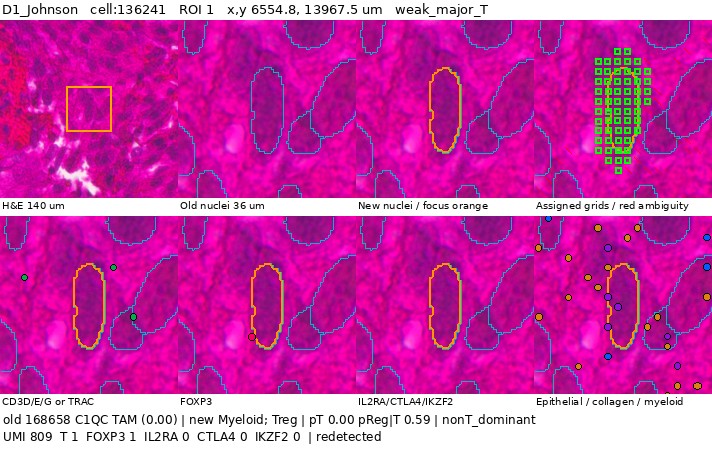 D1_Johnson cell:136241 ROI 1 x,y 6554.8, 13967.5 um weak_major_T
H&E 140 um
Old nuclei 36 um
New nuclei / focus orange
Assigned grids / red ambiguity
CD3D/E/G or TRAC
FOXP3
IL2RA/CTLA4/IKZF2
Epithelial / collagen / myeloid
old 168658 C1QC TAM (0.00) | new Myeloid; Treg | pT 0.00 pReg|T 0.59 | nonT_dominant
UMI 809 T 1 FOXP3 1 IL2RA 0 CTLA4 0 IKZF2 0 | redetected